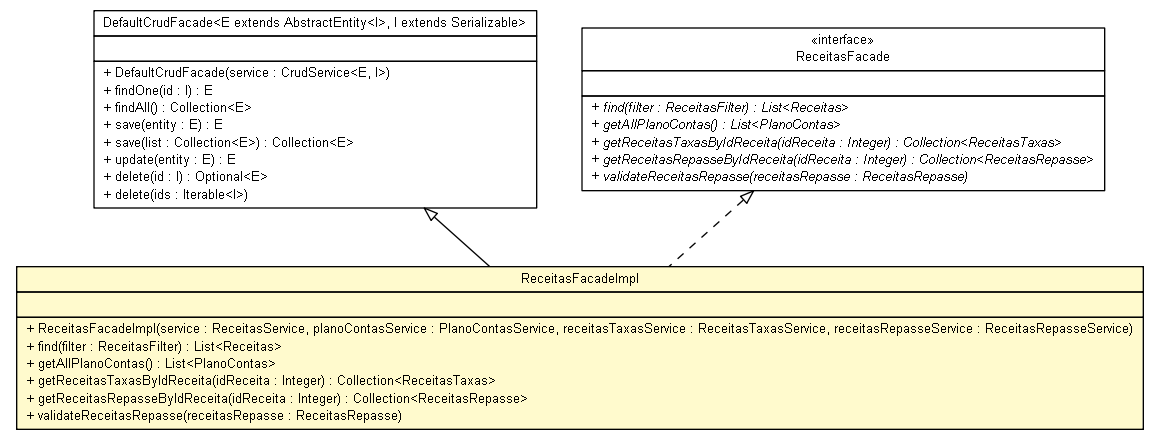 DefaultCrudFacade<E extends AbstractEntity<I>, I extends Serializable>
+ DefaultCrudFacade(service : CrudService<E, I>)
+ findOne(id : I) : E
+ findAll() : Collection<E>
+ save(entity : E) : E
+ save(list : Collection<E>) : Collection<E>
+ update(entity : E) : E
+ delete(id : I) : Optional<E>
+ delete(ids : Iterable<I>)
«interface»
ReceitasFacade
+ find(filter : ReceitasFilter) : List<Receitas>
+ getAllPlanoContas() : List<PlanoContas>
+ getReceitasTaxasByIdReceita(idReceita : Integer) : Collection<ReceitasTaxas>
+ getReceitasRepasseByIdReceita(idReceita : Integer) : Collection<ReceitasRepasse>
+ validateReceitasRepasse(receitasRepasse : ReceitasRepasse)
ReceitasFacadeImpl
+ ReceitasFacadeImpl(service : ReceitasService, planoContasService : PlanoContasService, receitasTaxasService : ReceitasTaxasService, receitasRepasseService : ReceitasRepasseService)
+ find(filter : ReceitasFilter) : List<Receitas>
+ getAllPlanoContas() : List<PlanoContas>
+ getReceitasTaxasByIdReceita(idReceita : Integer) : Collection<ReceitasTaxas>
+ getReceitasRepasseByIdReceita(idReceita : Integer) : Collection<ReceitasRepasse>
+ validateReceitasRepasse(receitasRepasse : ReceitasRepasse)